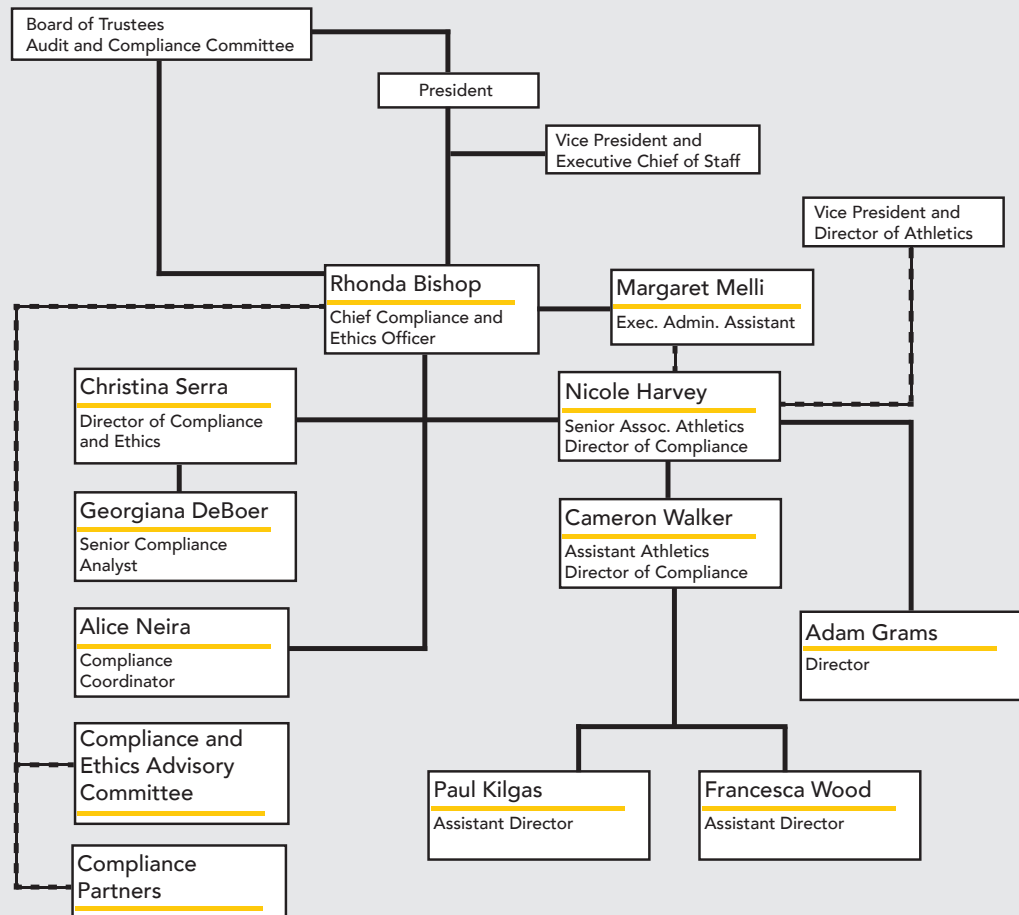 Board of Trustees
Audit and Compliance Committee
President
Vice President and
Executive Chief of Staff
Vice President and
Director of Athletics
Rhonda Bishop
Chief Compliance and
Ethics Officer
Margaret Melli
Exec. Admin. Assistant
Christina Serra
Director of Compliance
and Ethics
Nicole Harvey
Senior Assoc. Athletics
Director of Compliance
Georgiana DeBoer
Senior Compliance
Analyst
Cameron Walker
Assistant Athletics
Director of Compliance
Alice Neira
Compliance
Coordinator
Adam Grams
Director
Compliance and
Ethics Advisory
Committee
Paul Kilgas
Assistant Director
Francesca Wood
Assistant Director
Compliance
Partners